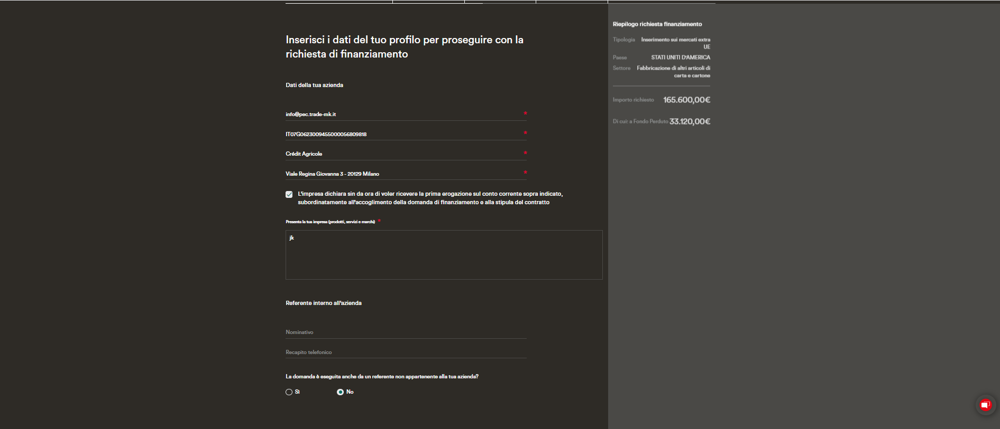 Inserisci i dati del tuo profilo per proseguire con la
richiesta di finanziamento
Dati della tua azienda
info@pec.trade-mk.it *
IT07G0623009455000056809818 *
Crédit Agricole *
Viale Regina Giovanna 3 - 20129 Milano *
L'impresa dichiara sin da ora di voler ricevere la prima erogazione sul conto corrente sopra indicato,
subordinatamente all'accoglimento della domanda di finanziamento e alla stipula del contratto
Presenta la tua impresa (prodotti, servizi e marchi) *
jk
Referente interno all'azienda
Nominativo
Recapito telefonico
La domanda è eseguita anche da un referente non appartenente alla tua azienda?
Sì No
Riepilogo richiesta finanziamento
Tipologia Inserimento sui mercati extra
UE
Paese STATI UNITI D'AMERICA
Settore Fabbricazione di altri articoli di
carta e cartone
Importo richiesto 165.600,00€
Di cui: a Fondo Perduto 33.120,00€